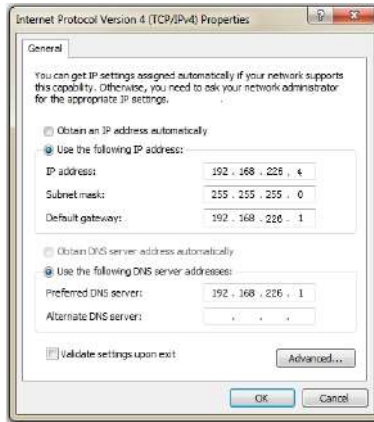 Internet Protocol Version 4 (TCP/IPv4) Properties
General
You can get IP settings assigned automatically if your network supports
this capability. Otherwise, you need to ask your network administrator
for the appropriate IP settings.
Obtain an IP address automatically
Use the following IP address:
IP address: 192 . 168 . 226 . 4
Subnet mask: 255 . 255 . 255 . 0
Default gateway: 192 . 168 . 226 . 1
Obtain DNS server address automatically
Use the following DNS server addresses:
Preferred DNS server: 192 . 168 . 226 . 1
Alternate DNS server: . . .
Validate settings upon exit
Advanced...
OK Cancel